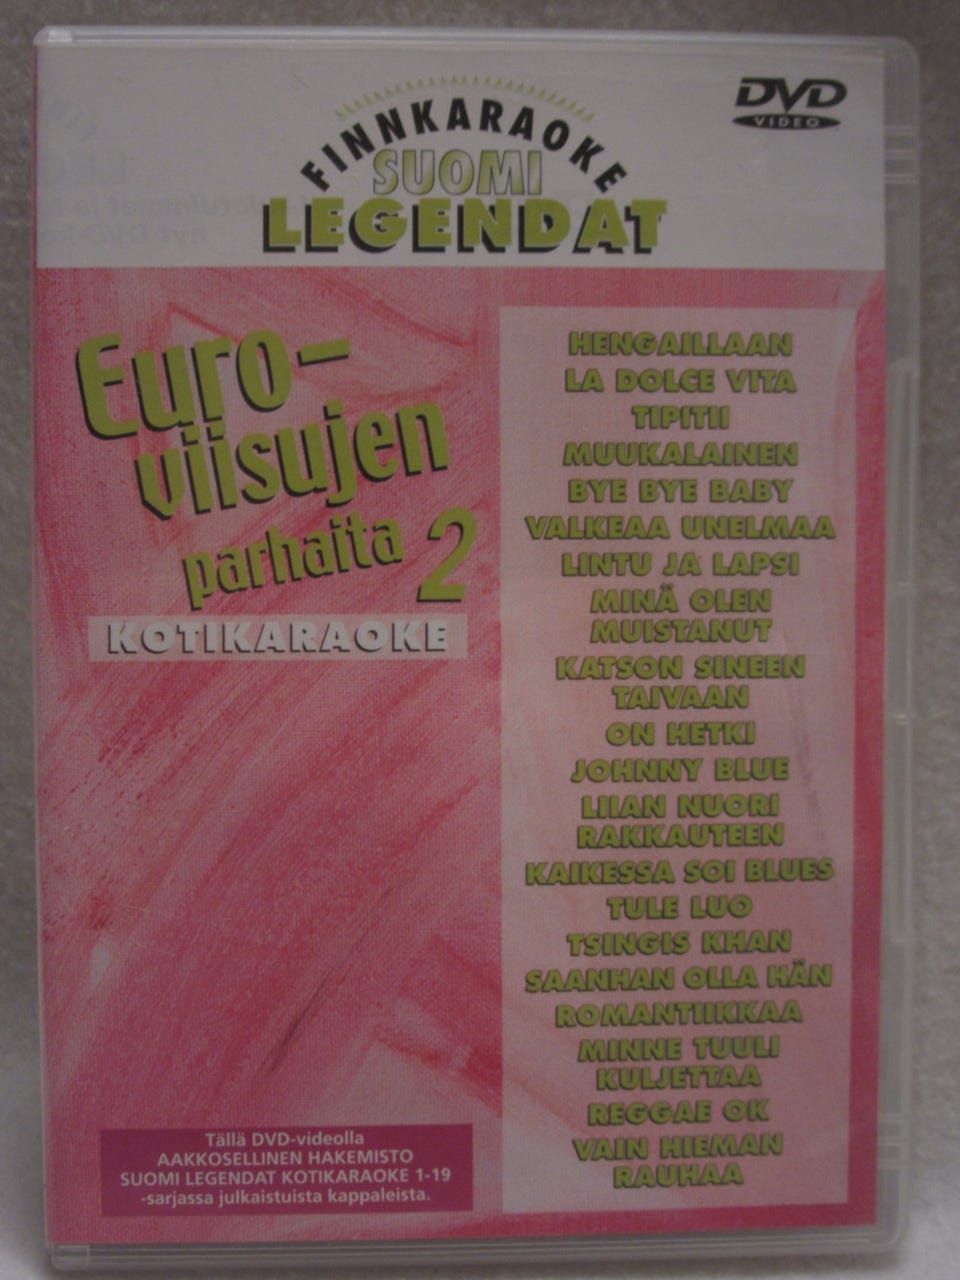 FINNKARAOKE
SUOMI
LEGENDAT
DVD
VIDEO
Euro-
viisujen
parhaita 2
KOTIKARAOKE
HENGAILLAAN
LA DOLCE VITA
TIPITII
MUUKALAINEN
BYE BYE BABY
VALKEAA UNELMAA
LINTU JA LAPSI
MINÄ OLEN
MUISTANUT
KATSON SINEEN
TAIVAAN
ON HETKI
JOHNNY BLUE
LIIAN NUORI
RAKKAUTEEN
KAIKESSA SOI BLUES
TULE LUO
TSINGIS KHAN
SAANHAN OLLA HÄN
ROMANTIIKKAA
MINNE TUULI
KULJETTAA
REGGAE OK
VAIN HIEMAN
RAUHAA
Tällä DVD-videolla
AAKKOSELLINEN HAKEMISTO
SUOMI LEGENDAT KOTIKARAOKE 1-19
-sarjassa julkaistuista kappaleista.